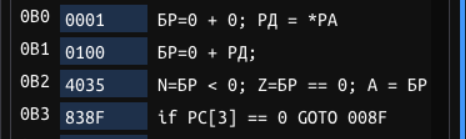 0B0 0001 БР=0 + 0; РД = *РА
0B1 0100 БР=0 + РД;
0B2 4035 N=БР < 0; Z=БР == 0; A = БР
0B3 838F if PC[3] == 0 GOTO 008F